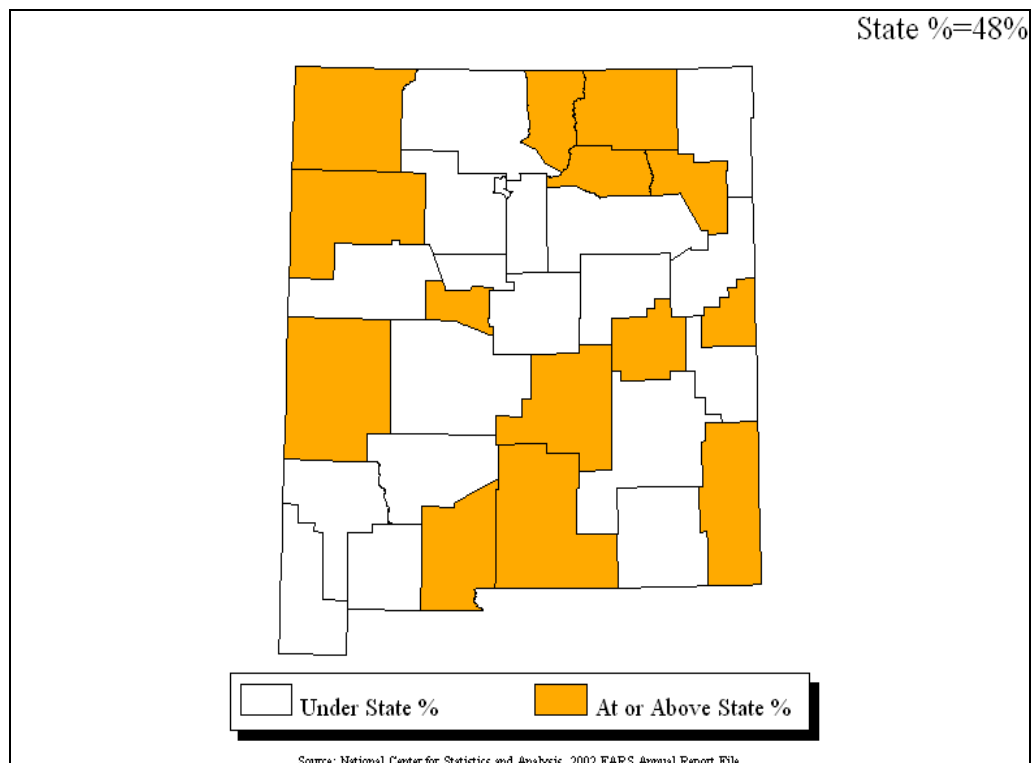 State %=48%
Under State %
At or Above State %
Source: National Center for Statistics and Analysis, 2002 FARS Annual Report File